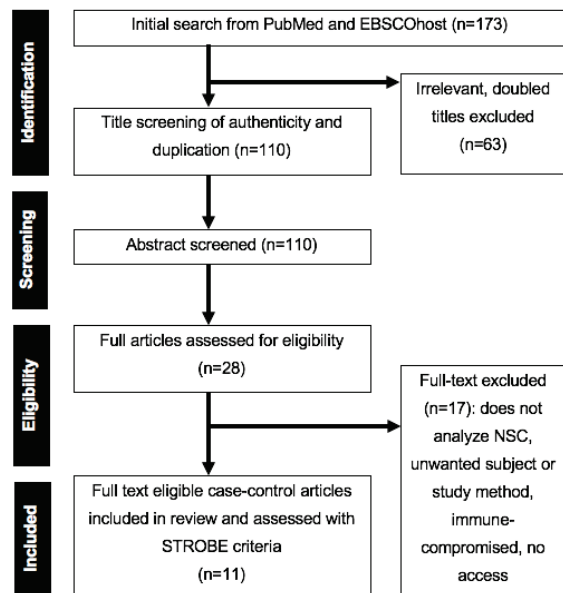 Identification
Initial search from PubMed and EBSCOhost (n=173)
Irrelevant, doubled
titles excluded
(n=63)
Title screening of authenticity and
duplication (n=110)
Screening
Abstract screened (n=110)
Eligibility
Full articles assessed for eligibility
(n=28)
Full-text excluded
(n=17): does not
analyze NSC,
unwanted subject or
study method,
immune-
compromised, no
access
Included
Full text eligible case-control articles
included in review and assessed with
STROBE criteria
(n=11)